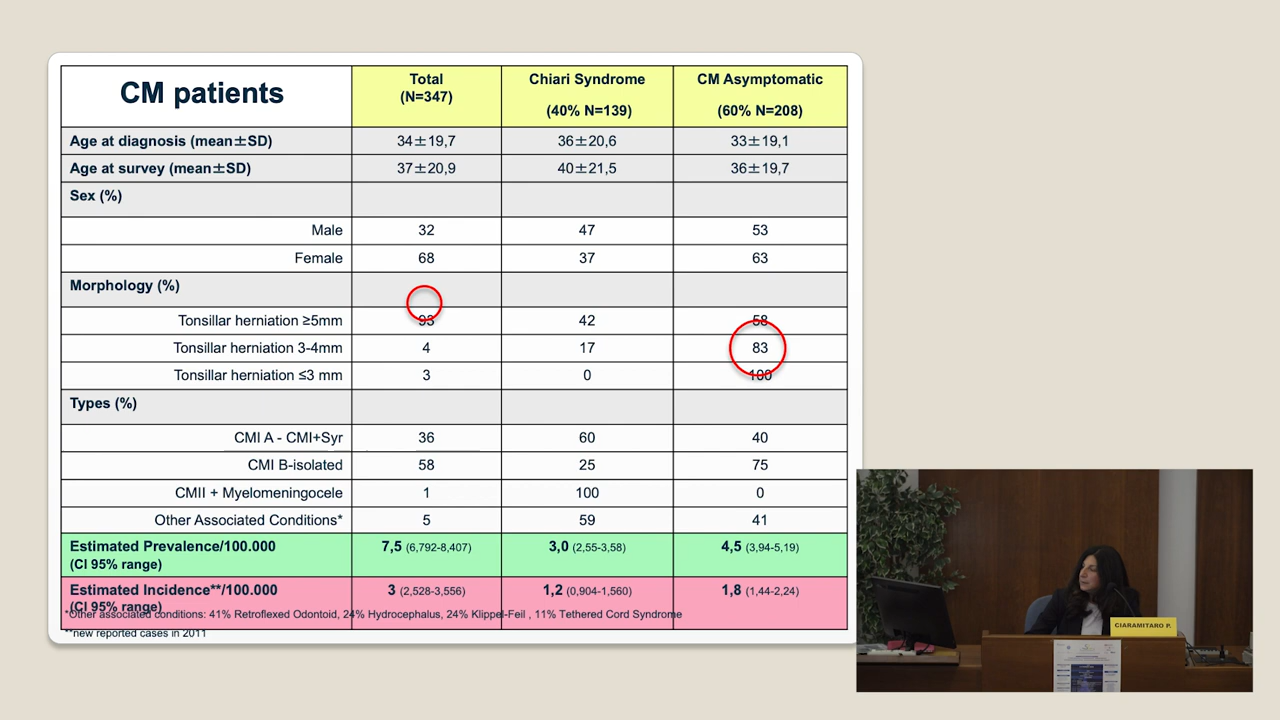 CM patients
Total
(N=347)
Chiari Syndrome
(40% N=139)
CM Asymptomatic
(60% N=208)
Age at diagnosis (mean±SD) 34±19,7 36±20,6 33±19,1
Age at survey (mean±SD) 37±20,9 40±21,5 36±19,7
Sex (%)
Male 32 47 53
Female 68 37 63
Morphology (%)
Tonsillar herniation ≥5mm 93 42 58
Tonsillar herniation 3-4mm 4 17 83
Tonsillar herniation ≤3 mm 3 0 100
Types (%)
CMI A - CMI+Syr 36 60 40
CMI B-isolated 58 25 75
CMII + Myelomeningocele 1 100 0
Other Associated Conditions* 5 59 41
Estimated Prevalence/100.000 7,5 (6,792-8,407) 3,0 (2,55-3,58) 4,5 (3,94-5,19)
(CI 95% range)
Estimated Incidence**/100.000 3 (2,528-3,556) 1,2 (0,904-1,560) 1,8 (1,44-2,24)
(CI 95% range)
*Other associated conditions: 41% Retroflexed Odontoid, 24% Hydrocephalus, 24% Klippel-Feil , 11% Tethered Cord Syndrome
**new reported cases in 2011
CIARAMITARO P.